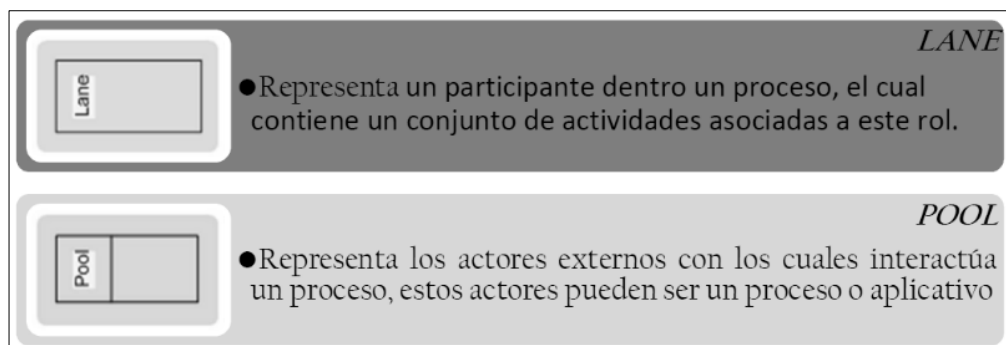 LANE
Lane
●Representa un participante dentro un proceso, el cual
contiene un conjunto de actividades asociadas a este rol.
POOL
Pool
●Representa los actores externos con los cuales interactúa
un proceso, estos actores pueden ser un proceso o aplicativo